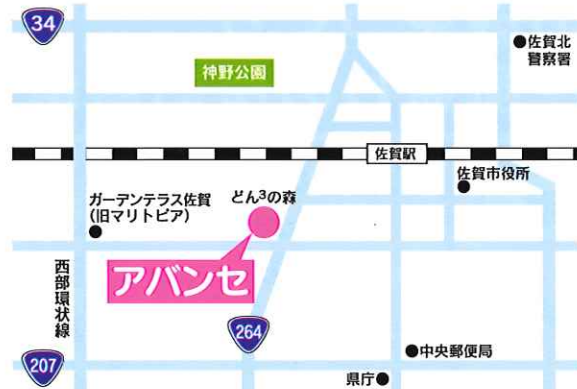 34
佐賀北
警察署
神野公園
佐賀駅
佐賀市役所
ガーデンテラス佐賀
(旧マリトピア)
どん³の森
アバンセ
西部環状線
264
207
中央郵便局
県庁